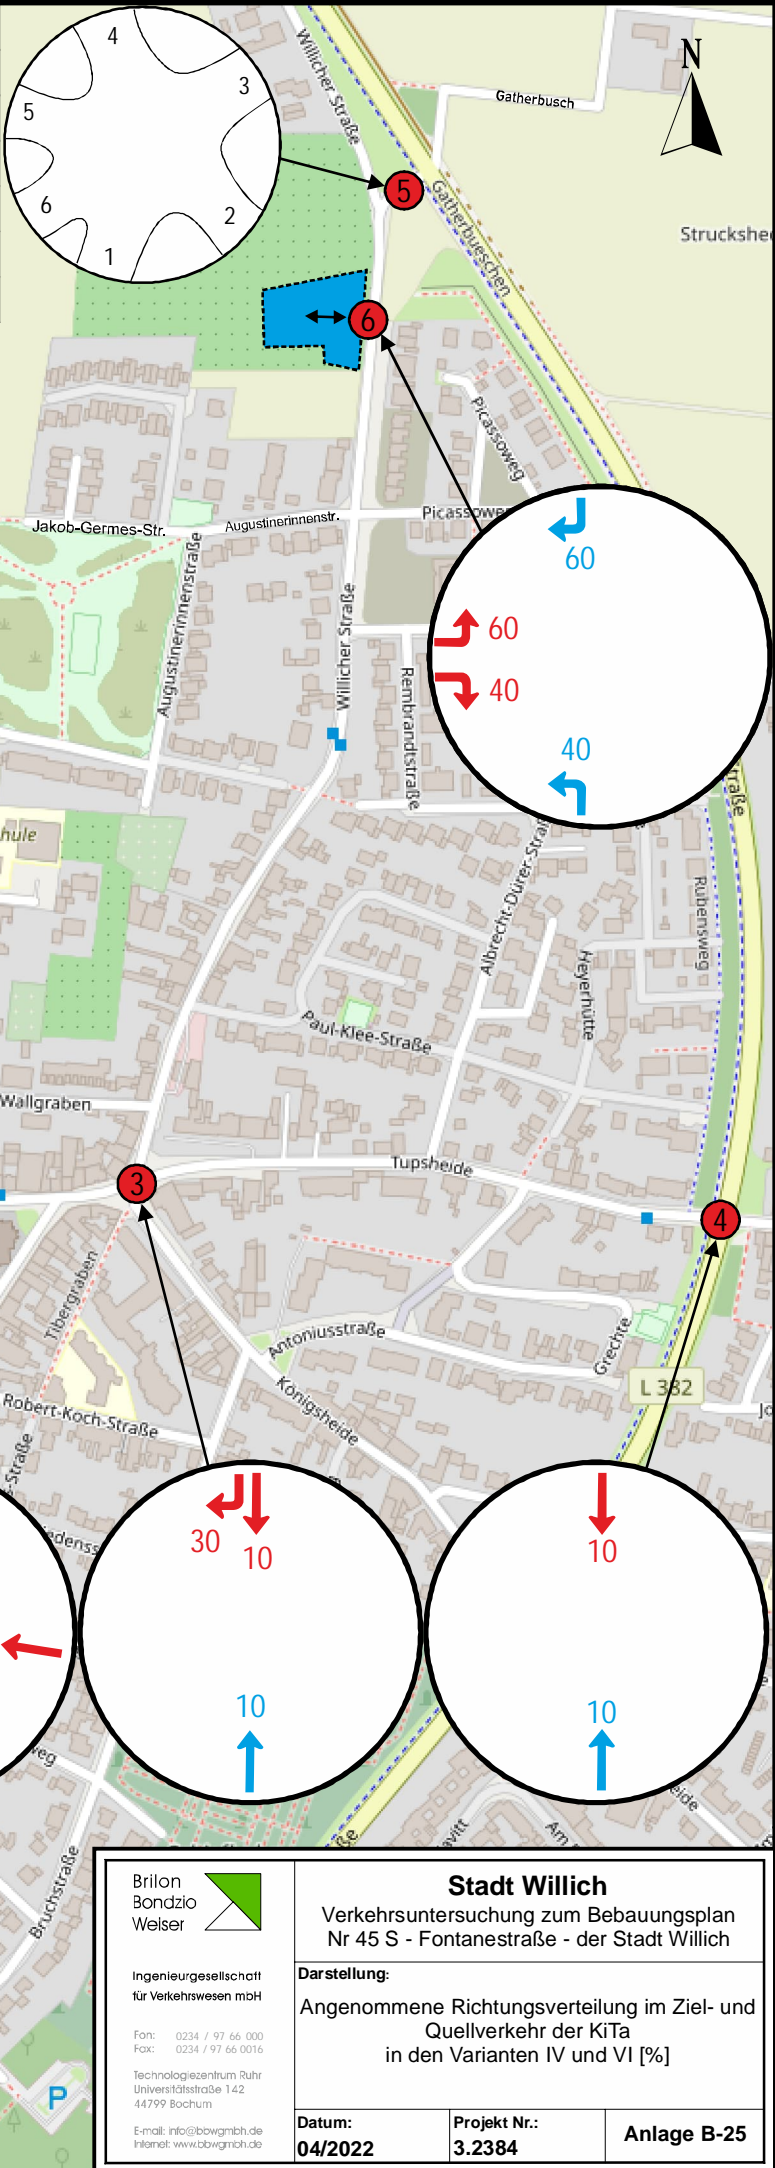 4
3
5
2
6
1
Willicher Straße
Gatherbusch
N
5
Gatherbueschen
6
Picassoweg
Jakob-Germes-Str.
Augustinerinnenstr.
Augustinerinnenstraße
Willicher Straße
Rembrandtstraße
60
60
40
40
traße
hule
Albrecht-Dürer-Straß
Rubensweg
Heyerhütte
Paul-Klee-Straße
Wallgraben
Tupsheide
3
4
Tibergraben
Antoniusstraße
Grechte
L 382
Königsheide
Robert-Koch-Straße
30
10
10
10
10
Bruchstraße
P
Brilon
Bondzio
Weiser
Ingenieurgesellschaft
für Verkehrswesen mbH
Fon: 0234 / 97 66 000
Fax: 0234 / 97 66 0016
Technologiezentrum Ruhr
Universitätsstraße 142
44799 Bochum
E-mail: info@bbwgmbh.de
Internet: www.bbwgmbh.de
Stadt Willich
Verkehrsuntersuchung zum Bebauungsplan
Nr 45 S - Fontanestraße - der Stadt Willich
Darstellung:
Angenommene Richtungsverteilung im Ziel- und
Quellverkehr der KiTa
in den Varianten IV und VI [%]
Datum:
04/2022
Projekt Nr.:
3.2384
Anlage B-25